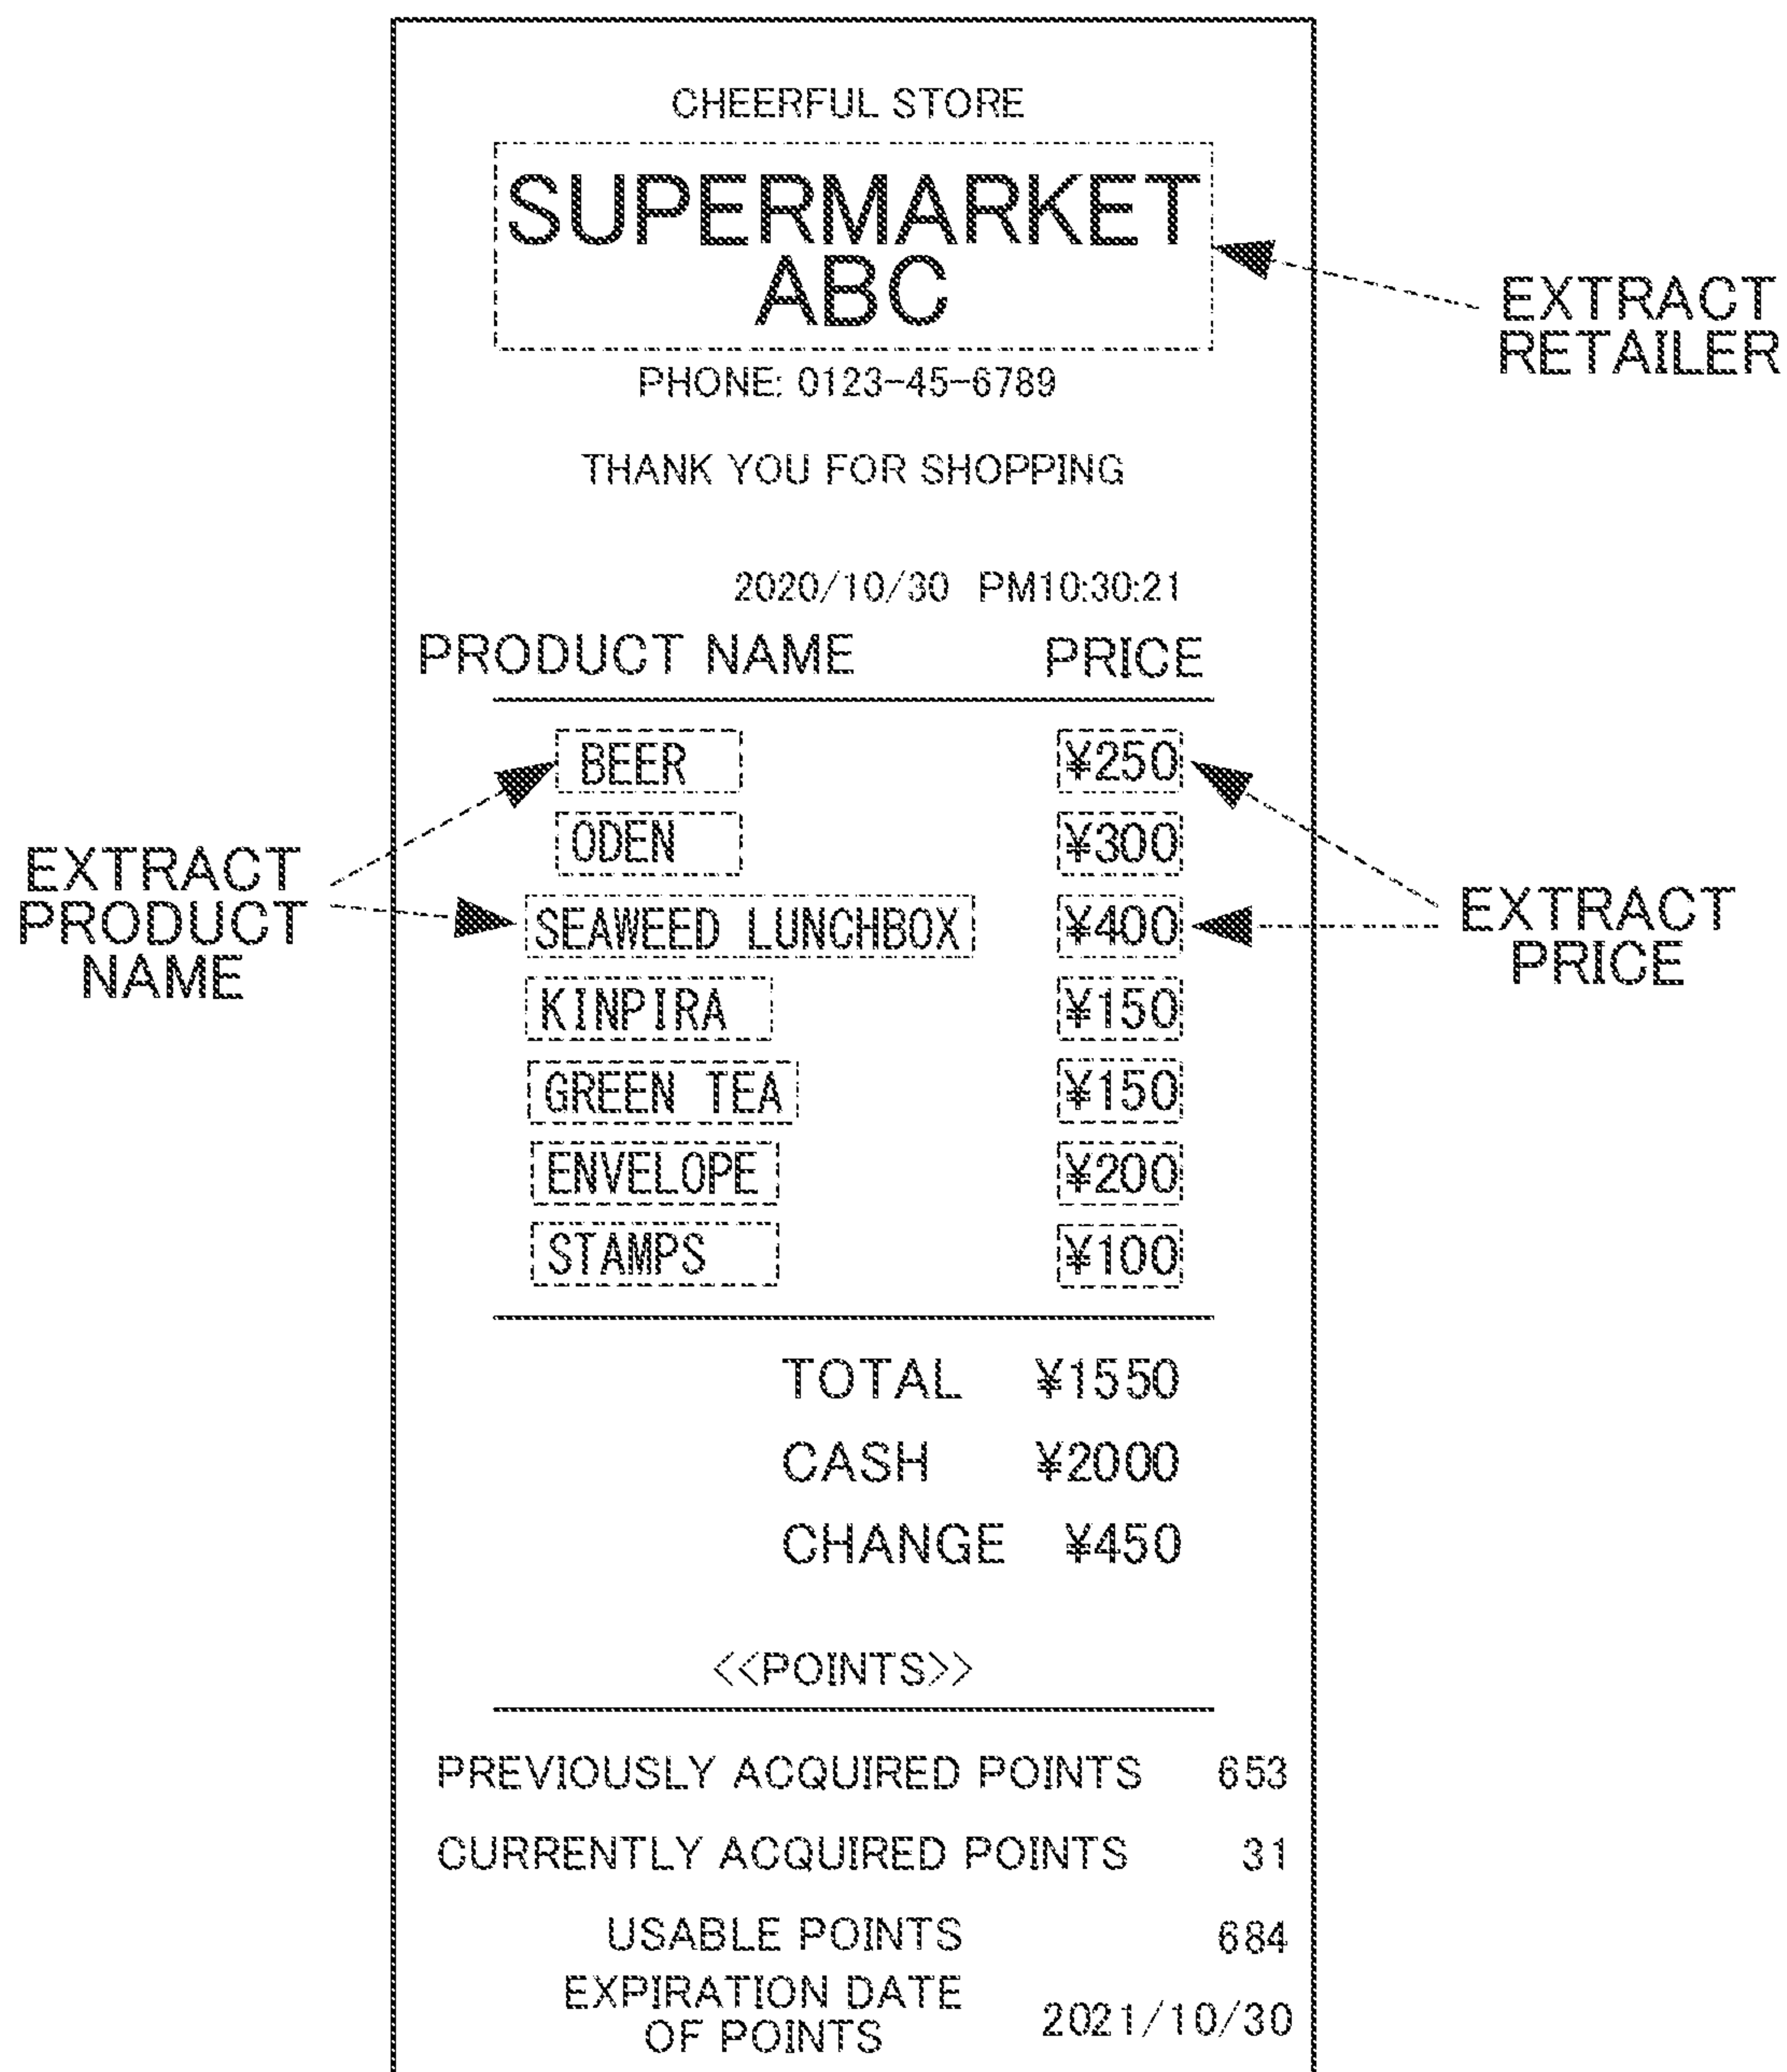 CHEERFUL STORE
SUPERMARKET
ABC
EXTRACT
RETAILER
PHONE: 0123-45-6789
THANK YOU FOR SHOPPING
2020/10/30 PM10:30:21
PRODUCT NAME PRICE
BEER ¥250
ODEN ¥300
EXTRACT
PRODUCT
NAME
SEAWEED LUNCHBOX ¥400
EXTRACT
PRICE
KINPIRA ¥150
GREEN TEA ¥150
ENVELOPE ¥200
STAMPS ¥100
TOTAL ¥1550
CASH ¥2000
CHANGE ¥450
<<POINTS>>
PREVIOUSLY ACQUIRED POINTS 653
CURRENTLY ACQUIRED POINTS 31
USABLE POINTS 684
EXPIRATION DATE
OF POINTS 2021/10/30